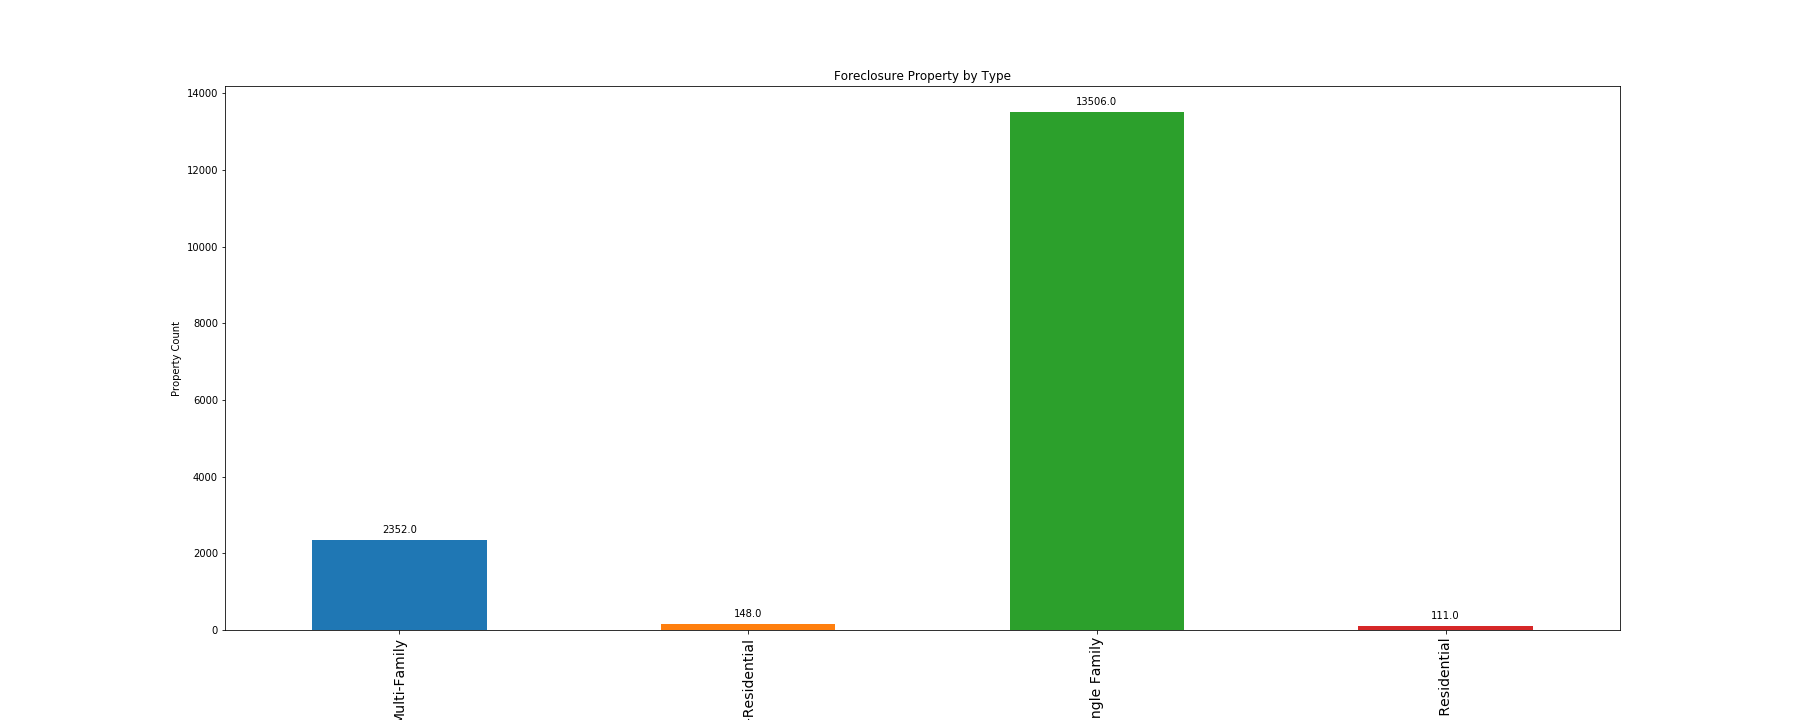 Foreclosure Property by Type
14000
12000
10000
8000
6000
4000
2000
0
Property Count
2352.0
148.0
13506.0
111.0
Multi-Family
-Residential
ngle Family
Residential